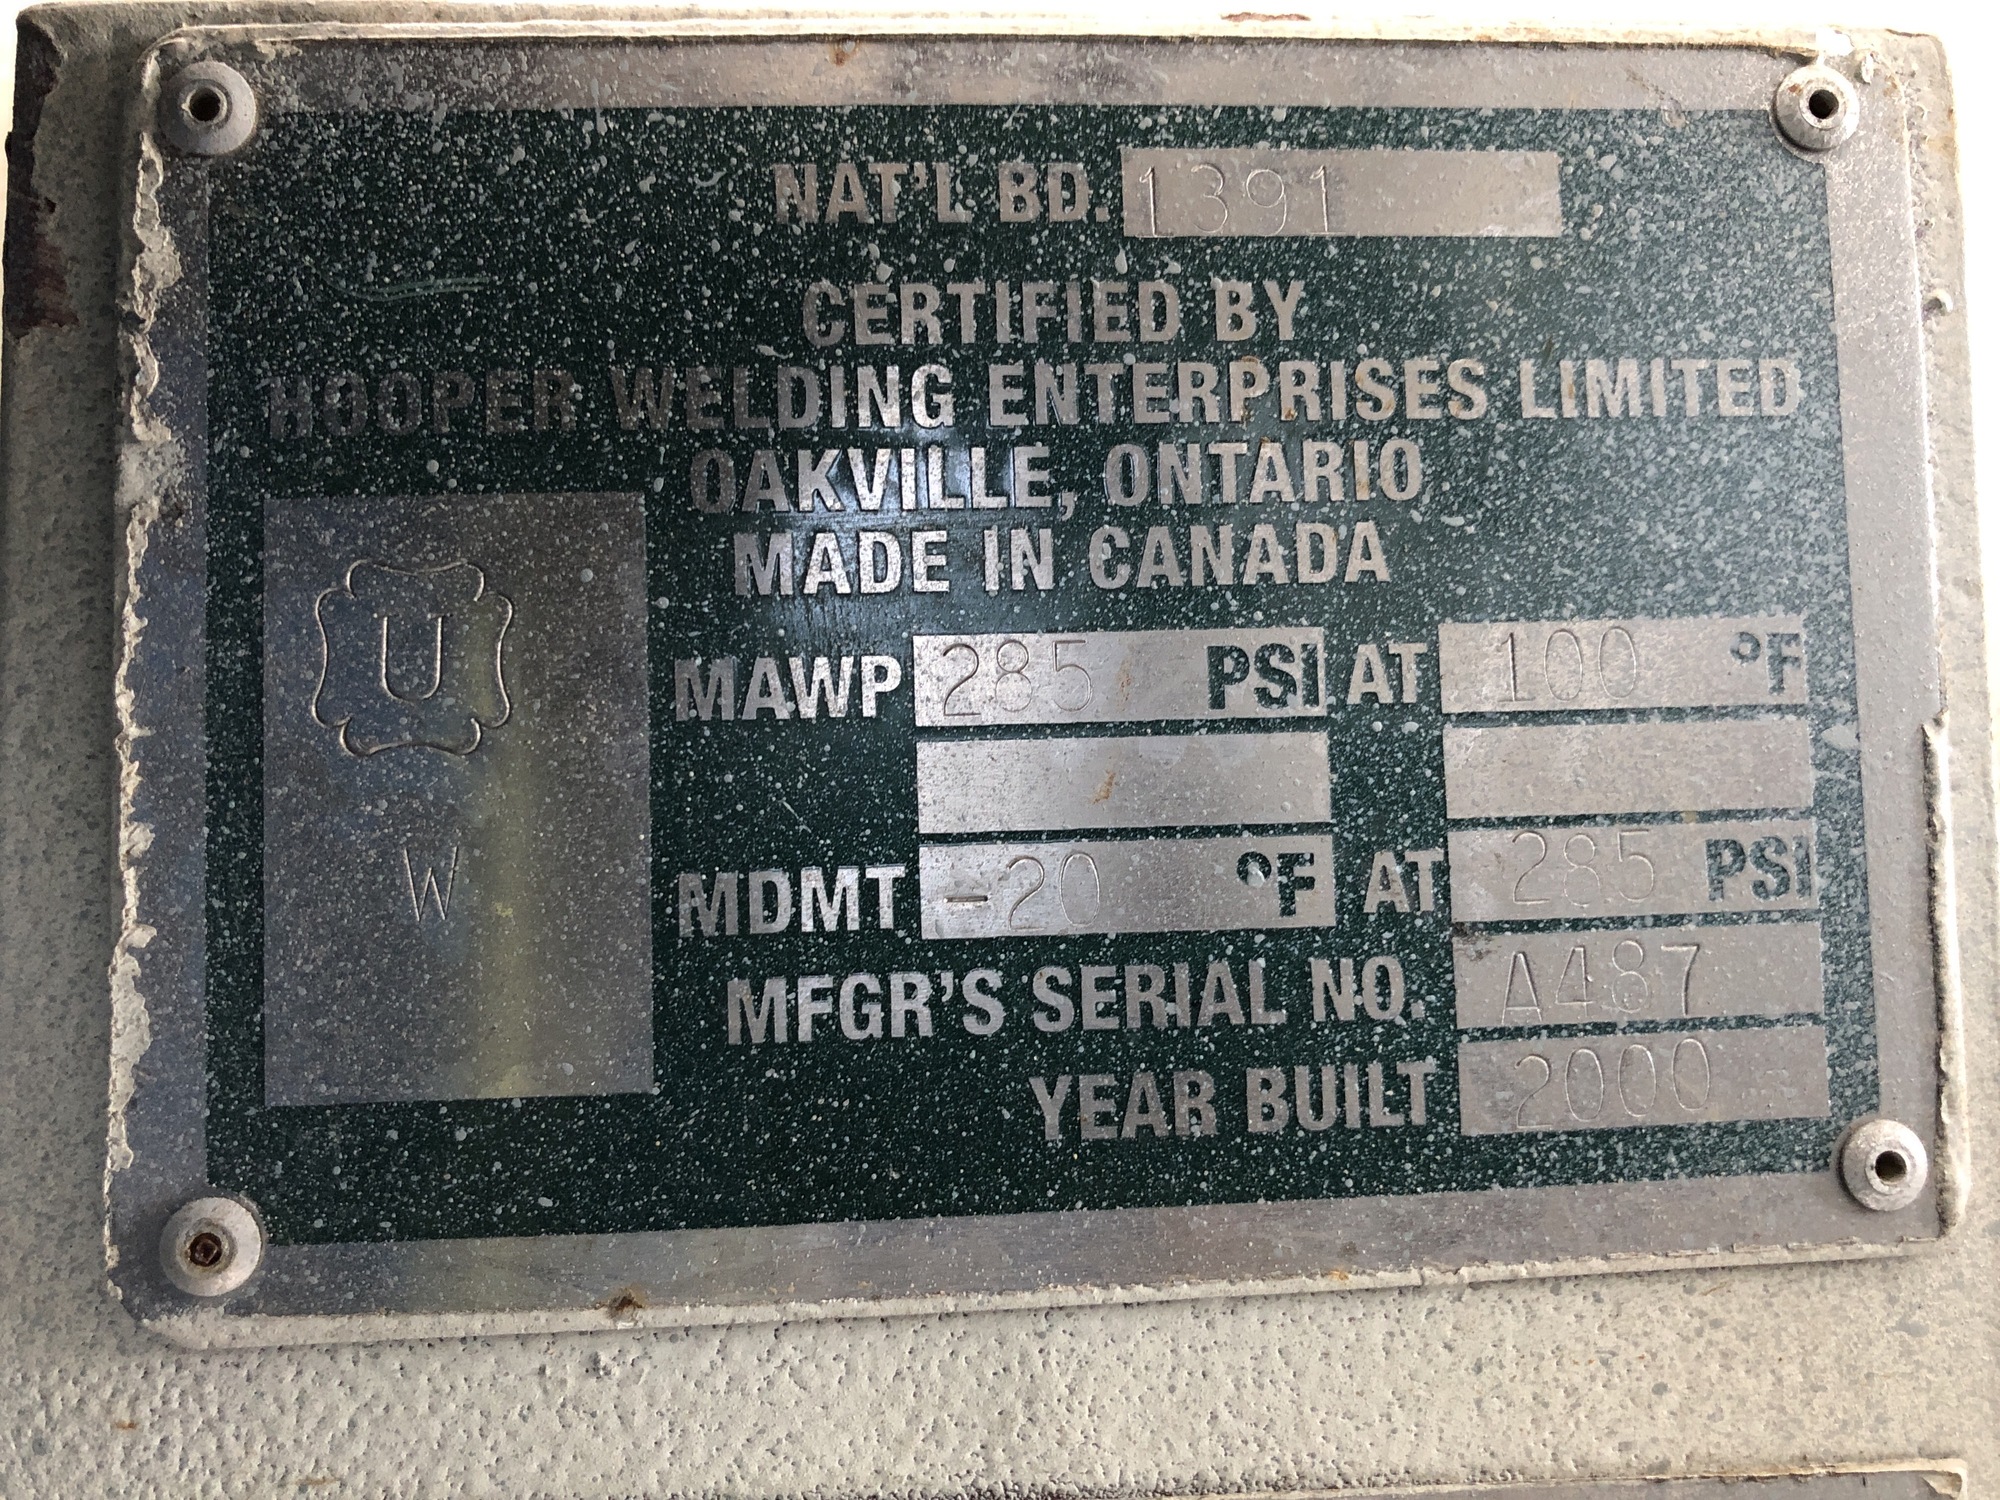 NAT'L BD. 1391
CERTIFIED BY
HOOPER WELDING ENTERPRISES LIMITED
OAKVILLE, ONTARIO
MADE IN CANADA
U
W
MAWP 285 PSI AT 100 °F
MDMT -20 °F AT 285 PSI
MFGR'S SERIAL NO. A487
YEAR BUILT 2000